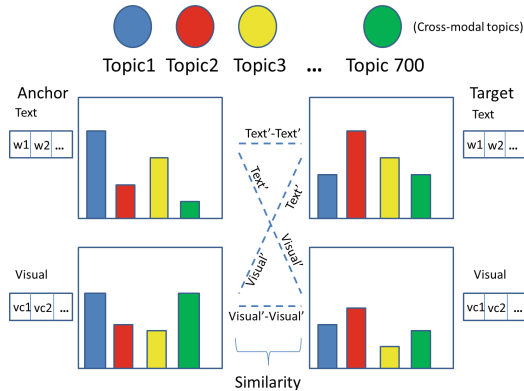 (Cross-modal topics)
Topic1 Topic2 Topic3 ... Topic 700
Anchor
Text
w1 w2 ...
Text'-Text'
Text' Text'
Visual' Visual'
Target
Text
w1 w2 ...
Visual
vc1 vc2 ...
Visual'-Visual'
Visual
vc1 vc2 ...
Similarity